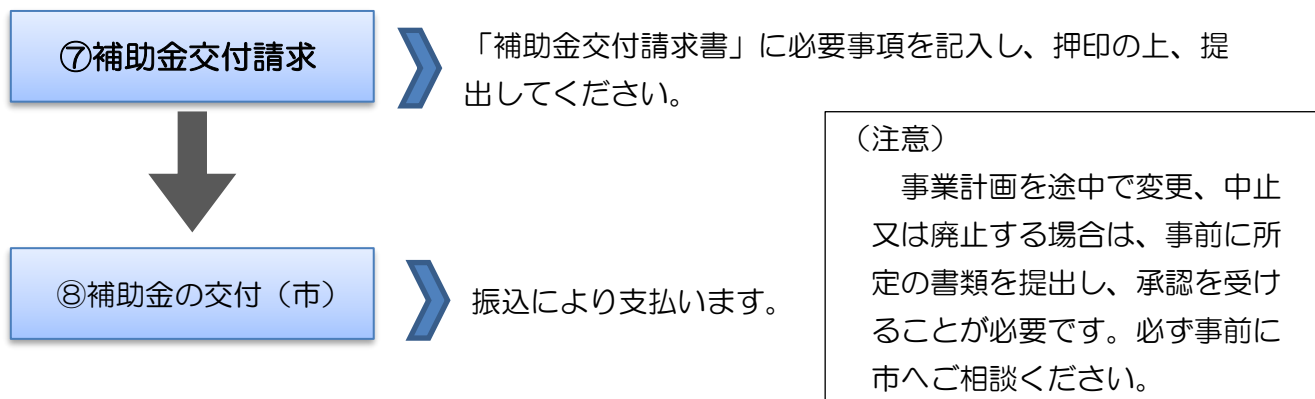 ⑦補助金交付請求
「補助金交付請求書」に必要事項を記入し、押印の上、提
出してください。
（注意）
事業計画を途中で変更、中止
又は廃止する場合は、事前に所
定の書類を提出し、承認を受け
ることが必要です。必ず事前に
市へご相談ください。
⑧補助金の交付（市）
振込により支払います。